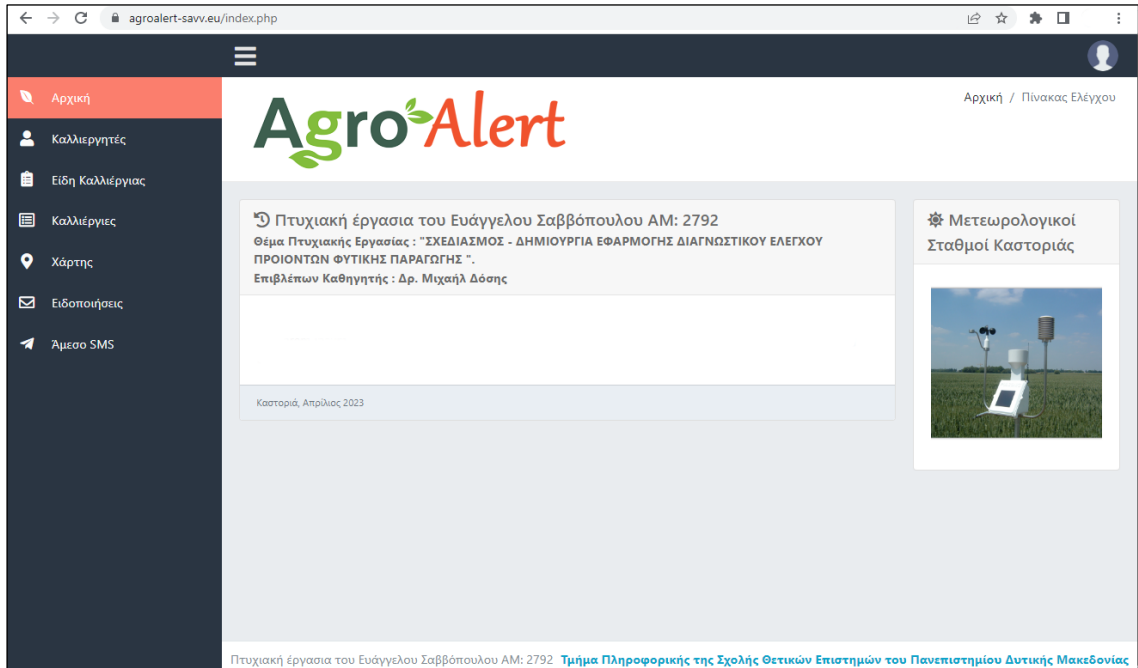 agroalert-savv.eu/index.php
Αρχική
Καλλιεργητές
Είδη Καλλιέργιας
Καλλιέργιες
Χάρτης
Ειδοποιήσεις
Άμεσο SMS
AgroAlert
Αρχική / Πίνακας Ελέγχου
Πτυχιακή έργασια του Ευάγγελου Σαββόπουλου ΑΜ: 2792
Θέμα Πτυχιακής Εργασίας : "ΣΧΕΔΙΑΣΜΟΣ - ΔΗΜΙΟΥΡΓΙΑ ΕΦΑΡΜΟΓΗΣ ΔΙΑΓΝΩΣΤΙΚΟΥ ΕΛΕΓΧΟΥ
ΠΡΟΙΟΝΤΩΝ ΦΥΤΙΚΗΣ ΠΑΡΑΓΩΓΗΣ ".
Επιβλέπων Καθηγητής : Δρ. Μιχαήλ Δόσης
Καστοριά, Απρίλιος 2023
Μετεωρολογικοί
Σταθμοί Καστοριάς
Πτυχιακή έργασια του Ευάγγελου Σαββόπουλου ΑΜ: 2792 Τμήμα Πληροφορικής της Σχολής Θετικών Επιστημών του Πανεπιστημίου Δυτικής Μακεδονίας